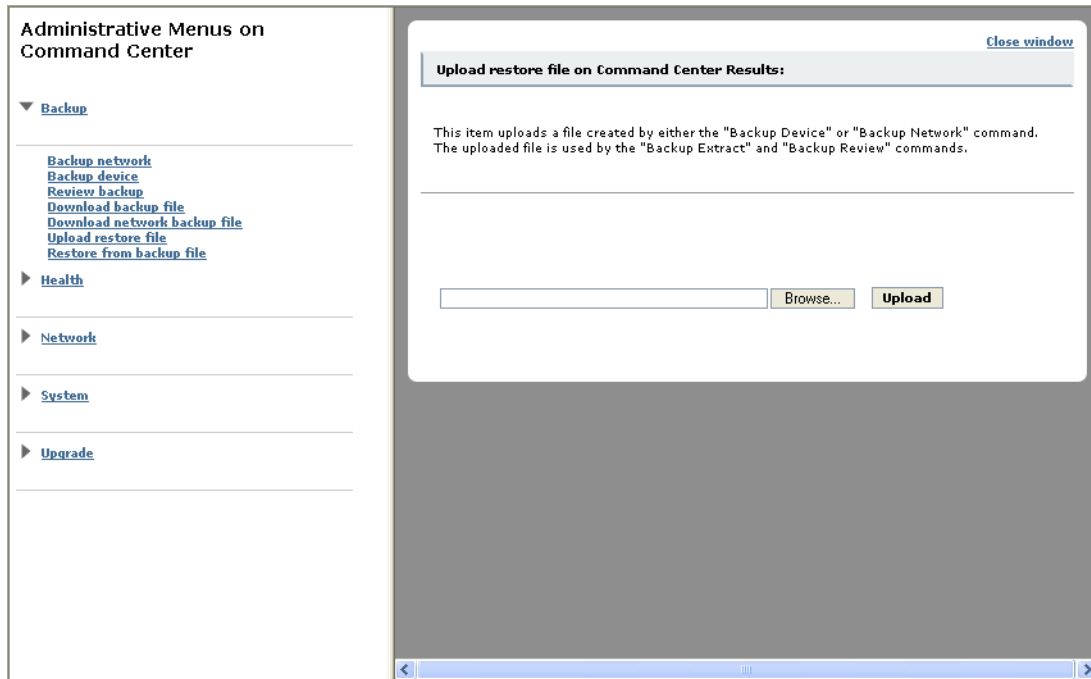 Administrative Menus on
Command Center
Backup
Backup network
Backup device
Review backup
Download backup file
Download network backup file
Upload restore file
Restore from backup file
Health
Network
System
Upgrade
Close window
Upload restore file on Command Center Results:
This item uploads a file created by either the "Backup Device" or "Backup Network" command.
The uploaded file is used by the "Backup Extract" and "Backup Review" commands.
Browse... Upload